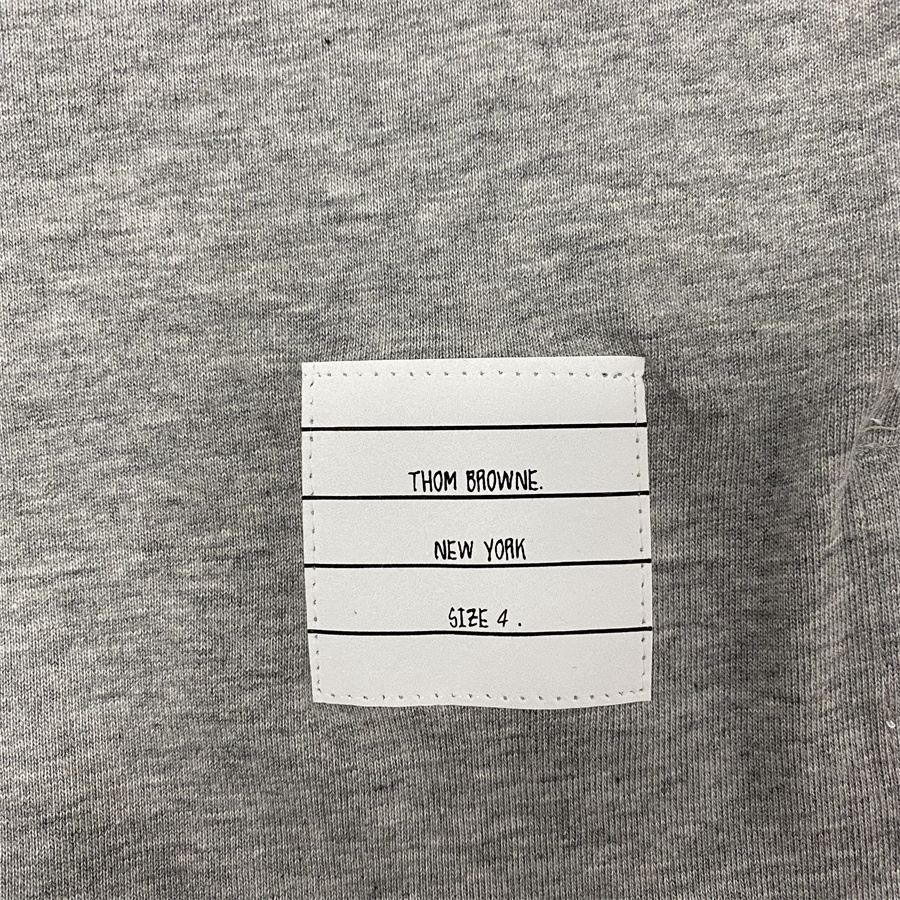 THOM BROWNE.
NEW YORK
SIZE 4 .